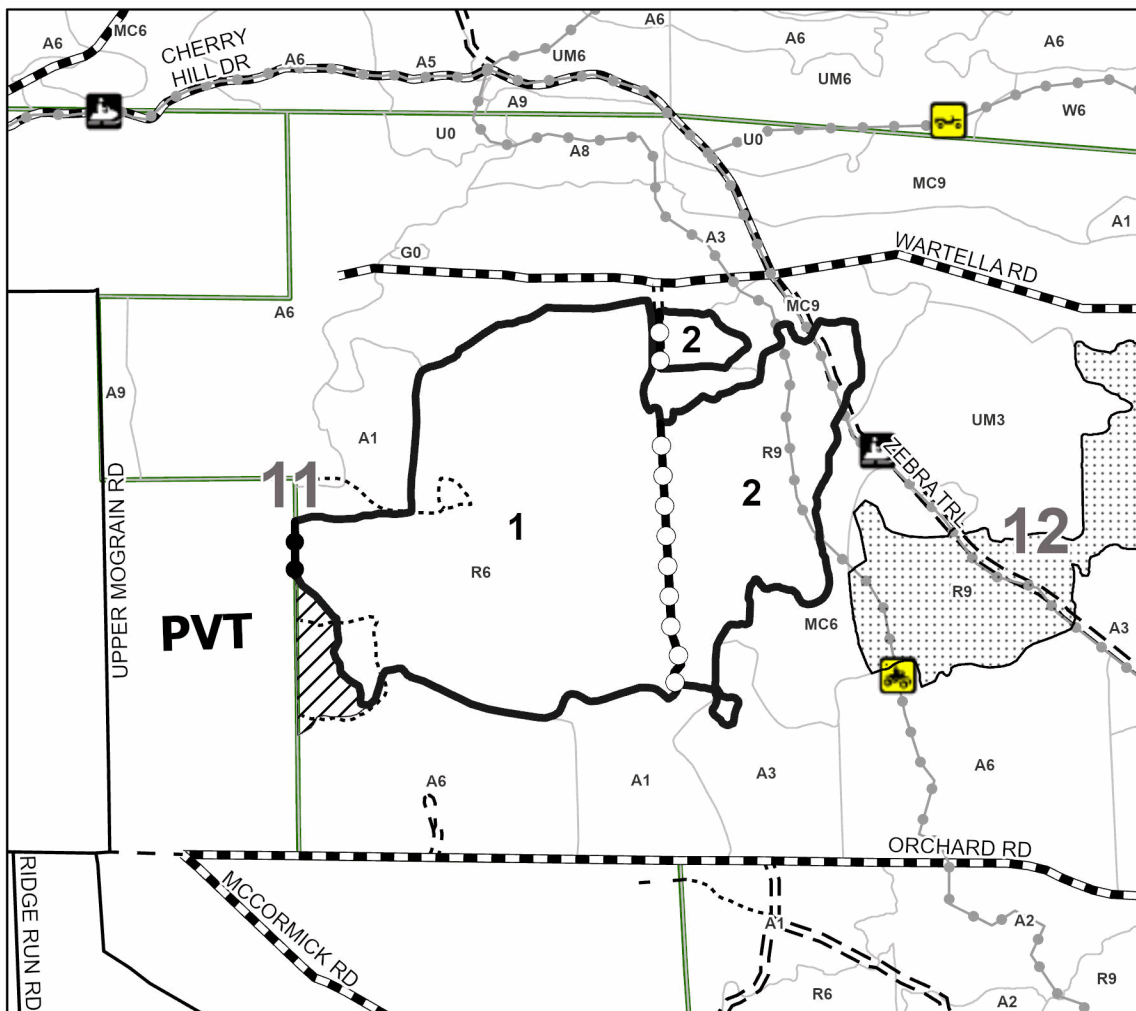 A6
MC6
A6
CHERRY
HILL DR
A6
A5
UM6
A6
A6
UM6
A6
A9
U0
A8
U0
W6
MC9
A1
A3
G0
WARTELLA RD
A6
MC9
2
A9
A1
UM3
R9
UPPER MOGRAIN RD
11
1
2
ZEBRA TRL
12
R6
R9
PVT
MC6
A3
A6
A1
A3
A6
ORCHARD RD
RIDGE RUN RD
MCCORMICK RD
A1
A2
R6
A2
R9